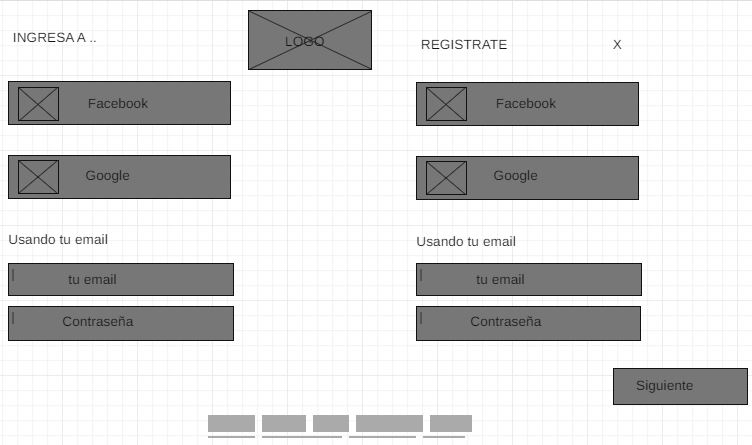 LOGO
INGRESA A ..
Facebook
Google
Usando tu email
tu email
Contraseña
REGISTRATE
X
Facebook
Google
Usando tu email
tu email
Contraseña
Siguiente